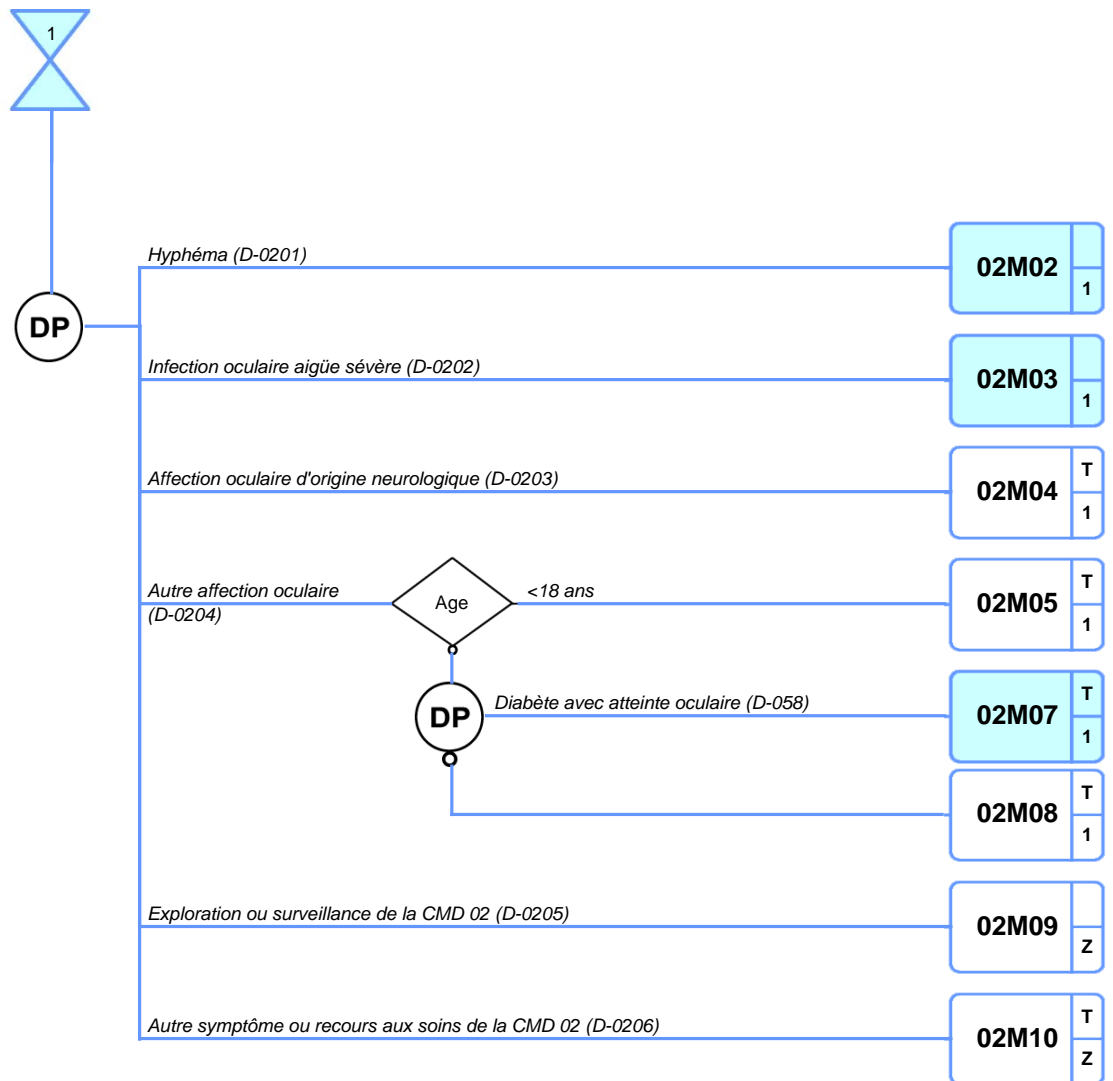 1
Hyphéma (D-0201)
02M02
1
DP
Infection oculaire aigüe sévère (D-0202)
02M03
1
Affection oculaire d'origine neurologique (D-0203)
02M04
T
1
Autre affection oculaire
(D-0204)
Age
<18 ans
02M05
T
1
DP
Diabète avec atteinte oculaire (D-058)
02M07
T
1
02M08
T
1
Exploration ou surveillance de la CMD 02 (D-0205)
02M09
Z
Autre symptôme ou recours aux soins de la CMD 02 (D-0206)
02M10
T
Z